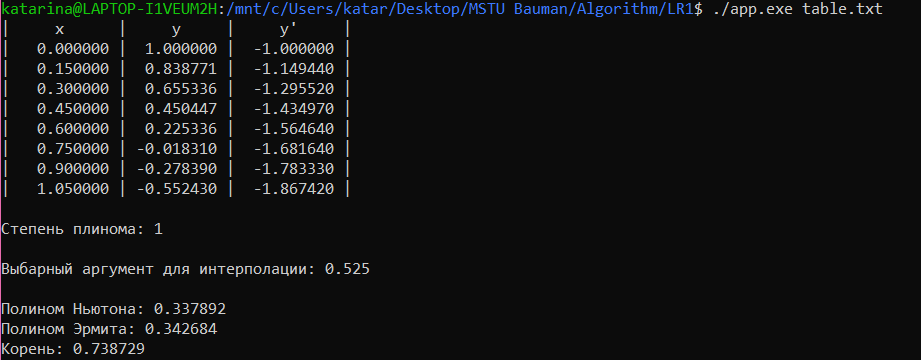 katarina@LAPTOP-I1VEUM2H:/mnt/c/Users/katar/Desktop/MSTU Bauman/Algorithm/LR1$ ./app.exe table.txt
|     x      |     y     |     y'     |
|   0.000000 |  1.000000 |  -1.000000 |
|   0.150000 |  0.838771 |  -1.149440 |
|   0.300000 |  0.655336 |  -1.295520 |
|   0.450000 |  0.450447 |  -1.434970 |
|   0.600000 |  0.225336 |  -1.564640 |
|   0.750000 | -0.018310 |  -1.681640 |
|   0.900000 | -0.278390 |  -1.783330 |
|   1.050000 | -0.552430 |  -1.867420 |
Степень плинома: 1
Выбарный аргумент для интерполации: 0.525
Полином Ньютона: 0.337892
Полином Эрмита: 0.342684
Корень: 0.738729